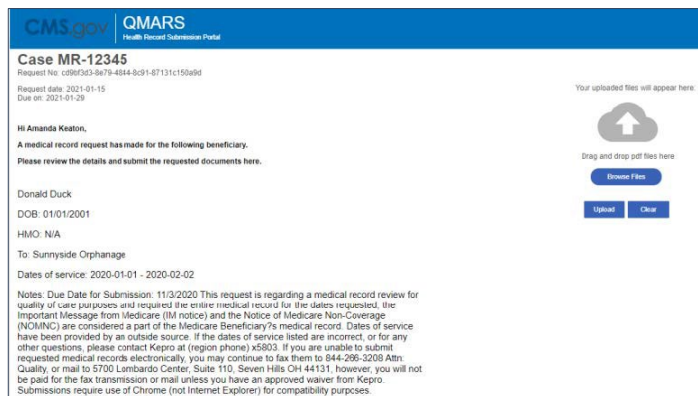 CMS.gov
QMARS
Health Record Submission Portal
Case MR-12345
Request No: cd9bf3d3-8e79-4844-8c91-87131c150a9d
Request date: 2021-01-15
Due on: 2021-01-29
Hi Amanda Keaton,
A medical record request has made for the following beneficiary.
Please review the details and submit the requested documents here.
Donald Duck
DOB: 01/01/2001
HMO: N/A
To: Sunnyside Orphanage
Dates of service: 2020-01-01 - 2020-02-02
Notes: Due Date for Submission: 11/3/2020 This request is regarding a medical record review for
quality of care purposes and required the entire medical record for the dates requested, the
Important Message from Medicare (IM notice) and the Notice of Medicare Non-Coverage
(NOMNC) are considered a part of the Medicare Beneficiary?s medical record. Dates of service
have been provided by an outside source. If the dates of service listed are incorrect, or for any
other questions, please contact Kepro at (region phone) x5803. If you are unable to submit
requested medical records electronically, you may continue to fax them to 844-266-3208 Attn:
Quality, or mail to 5700 Lombardo Center, Suite 110, Seven Hills OH 44131, however, you will not
be paid for the fax transmission or mail unless you have an approved waiver from Kepro.
Submissions require use of Chrome (not Internet Explorer) for compatibility purposes.
Your uploaded files will appear here:
Drag and drop pdf files here
Browse Files
Upload
Clear